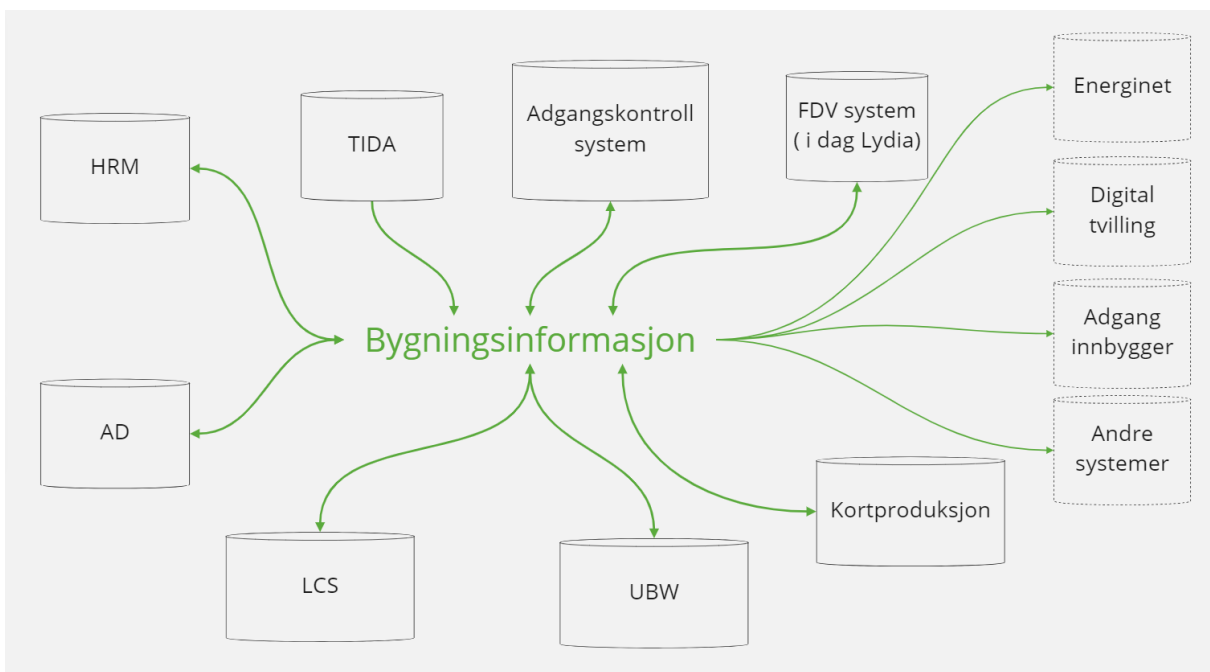 HRM
TIDA
Adgangskontroll
system
FDV system
( i dag Lydia)
Energinet
Digital
tvilling
Bygningsinformasjon
Adgang
innbygger
AD
Andre
systemer
Kortproduksjon
LCS
UBW